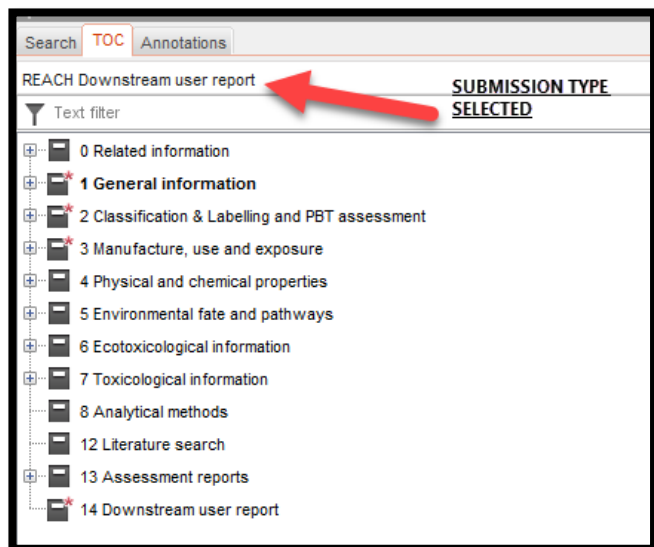 Search TOC Annotations
REACH Downstream user report
SUBMISSION TYPE
SELECTED
Text filter
0 Related information
* 1 General information
* 2 Classification & Labelling and PBT assessment
* 3 Manufacture, use and exposure
4 Physical and chemical properties
5 Environmental fate and pathways
6 Ecotoxicological information
7 Toxicological information
8 Analytical methods
12 Literature search
13 Assessment reports
* 14 Downstream user report